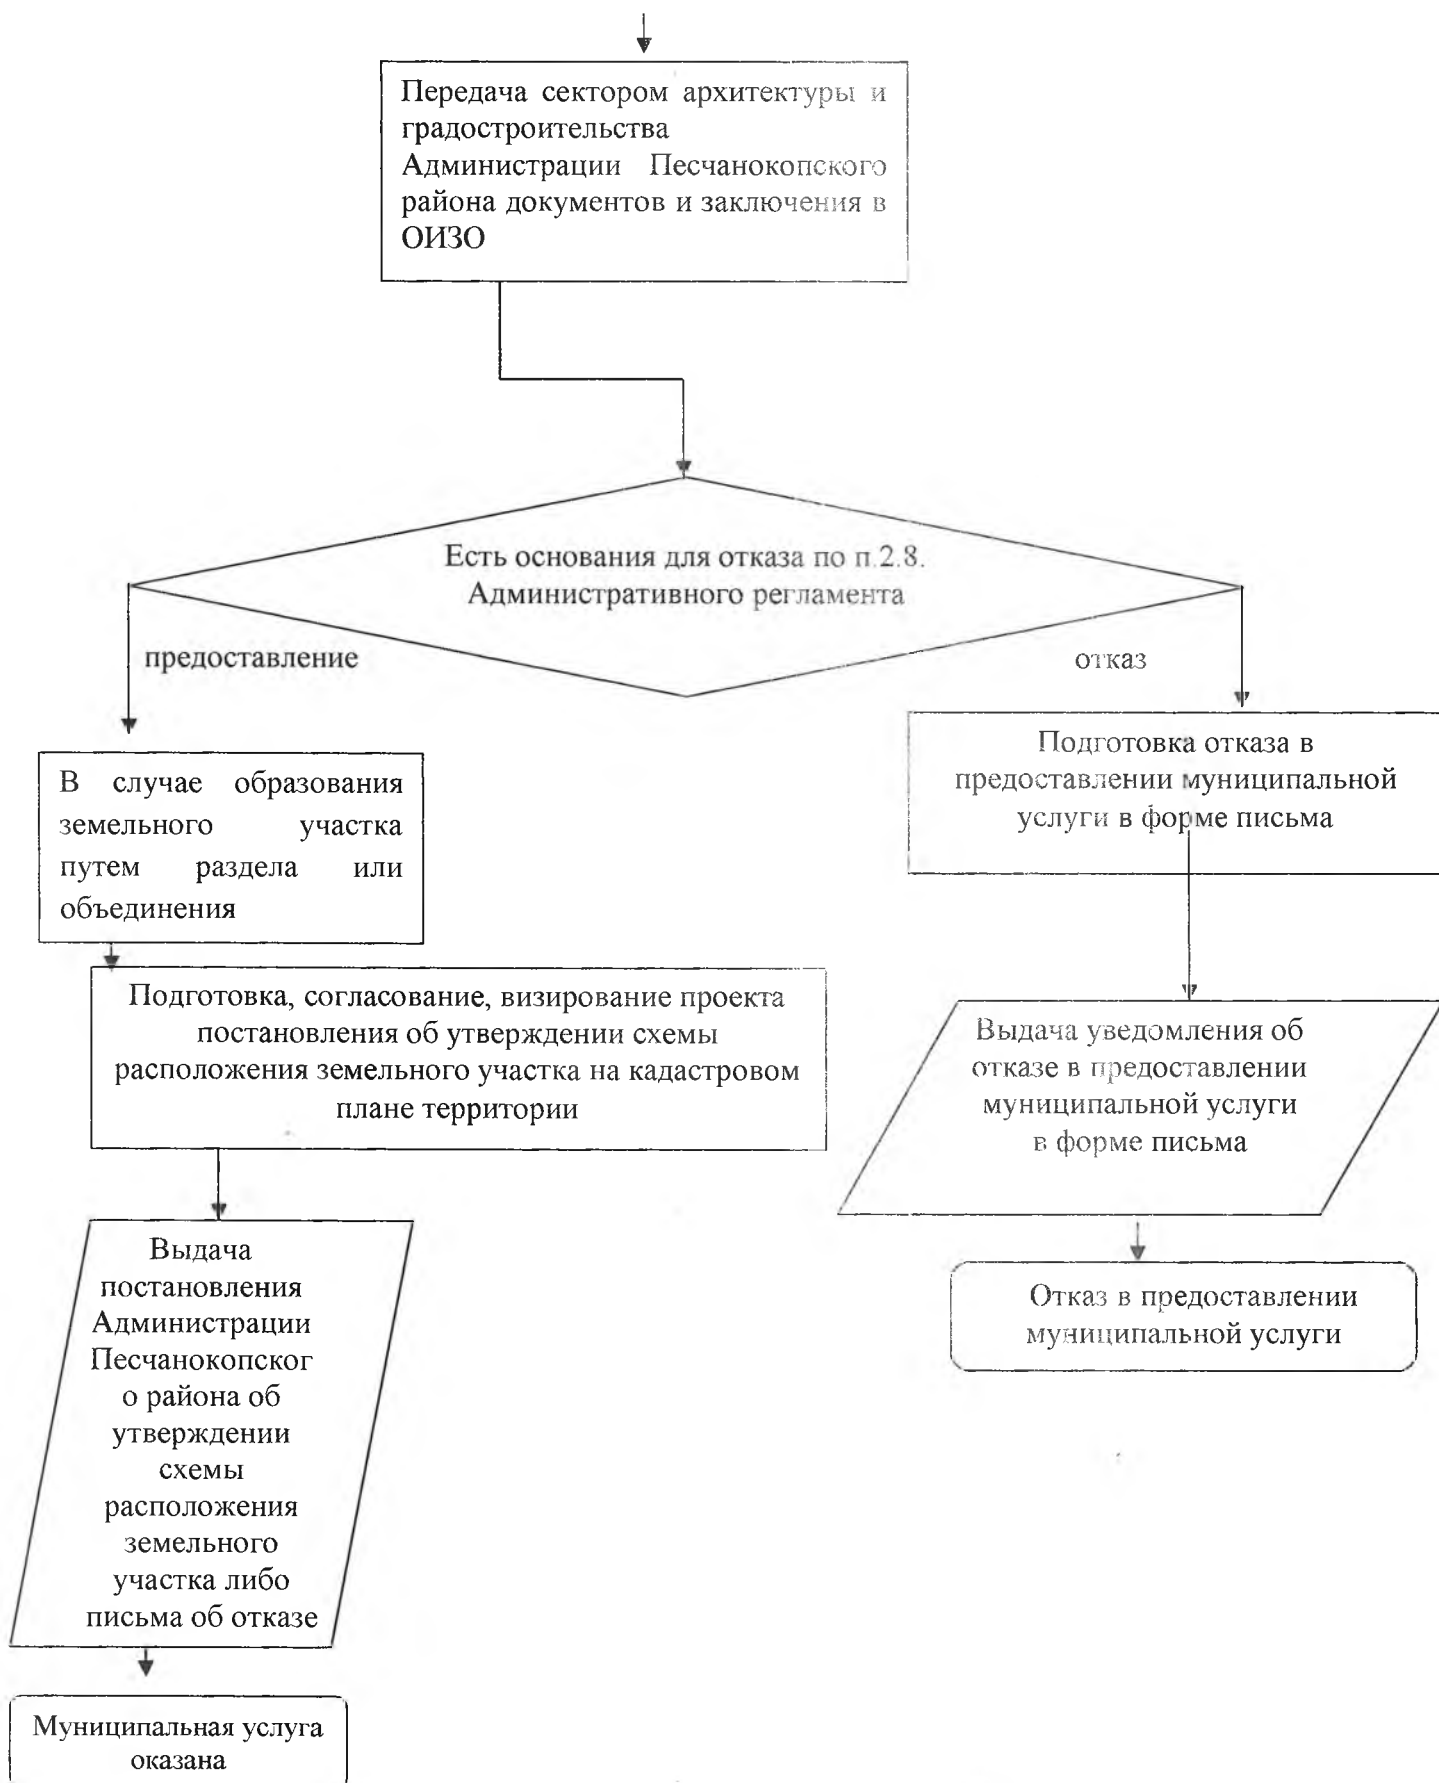 Передача сектором архитектуры и
градостроительства
Администрации Песчанокопского
района документов и заключения в
ОИЗО
Есть основания для отказа по п.2.8.
Административного регламента
предоставление
отказ
В случае образования
земельного участка
путем раздела или
объединения
Подготовка отказа в
предоставлении муниципальной
услуги в форме письма
Подготовка, согласование, визирование проекта
постановления об утверждении схемы
расположения земельного участка на кадастровом
плане территории
Выдача уведомления об
отказе в предоставлении
муниципальной услуги
в форме письма
Выдача
постановления
Администрации
Песчанокопског
о района об
утверждении
схемы
расположения
земельного
участка либо
письма об отказе
Отказ в предоставлении
муниципальной услуги
Муниципальная услуга
оказана